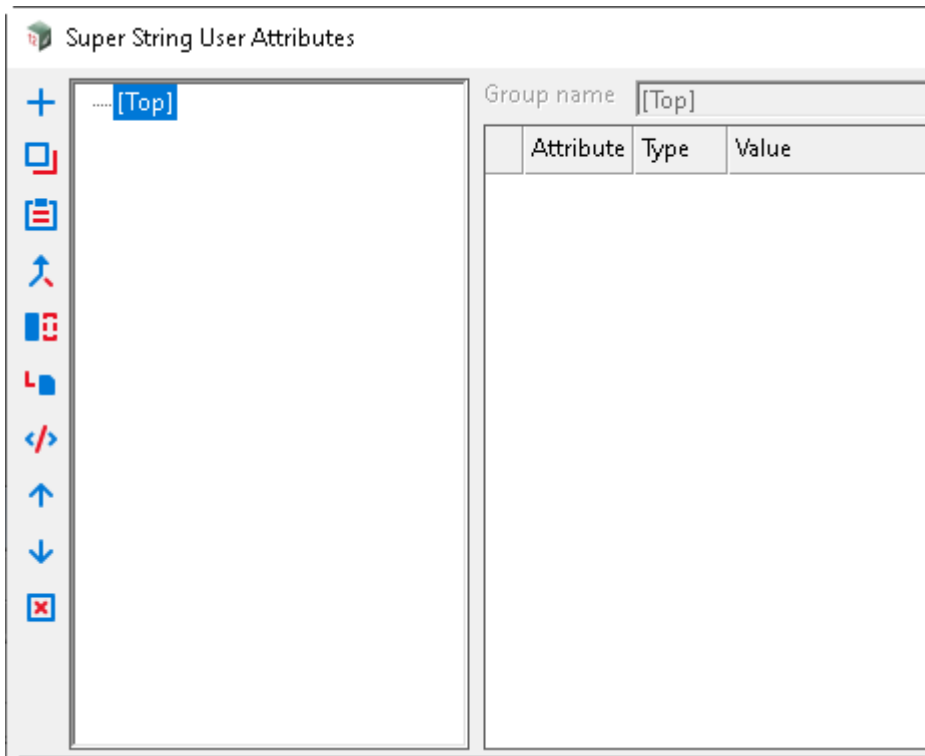 Super String User Attributes
[Top]
Group name [Top]
Attribute Type Value